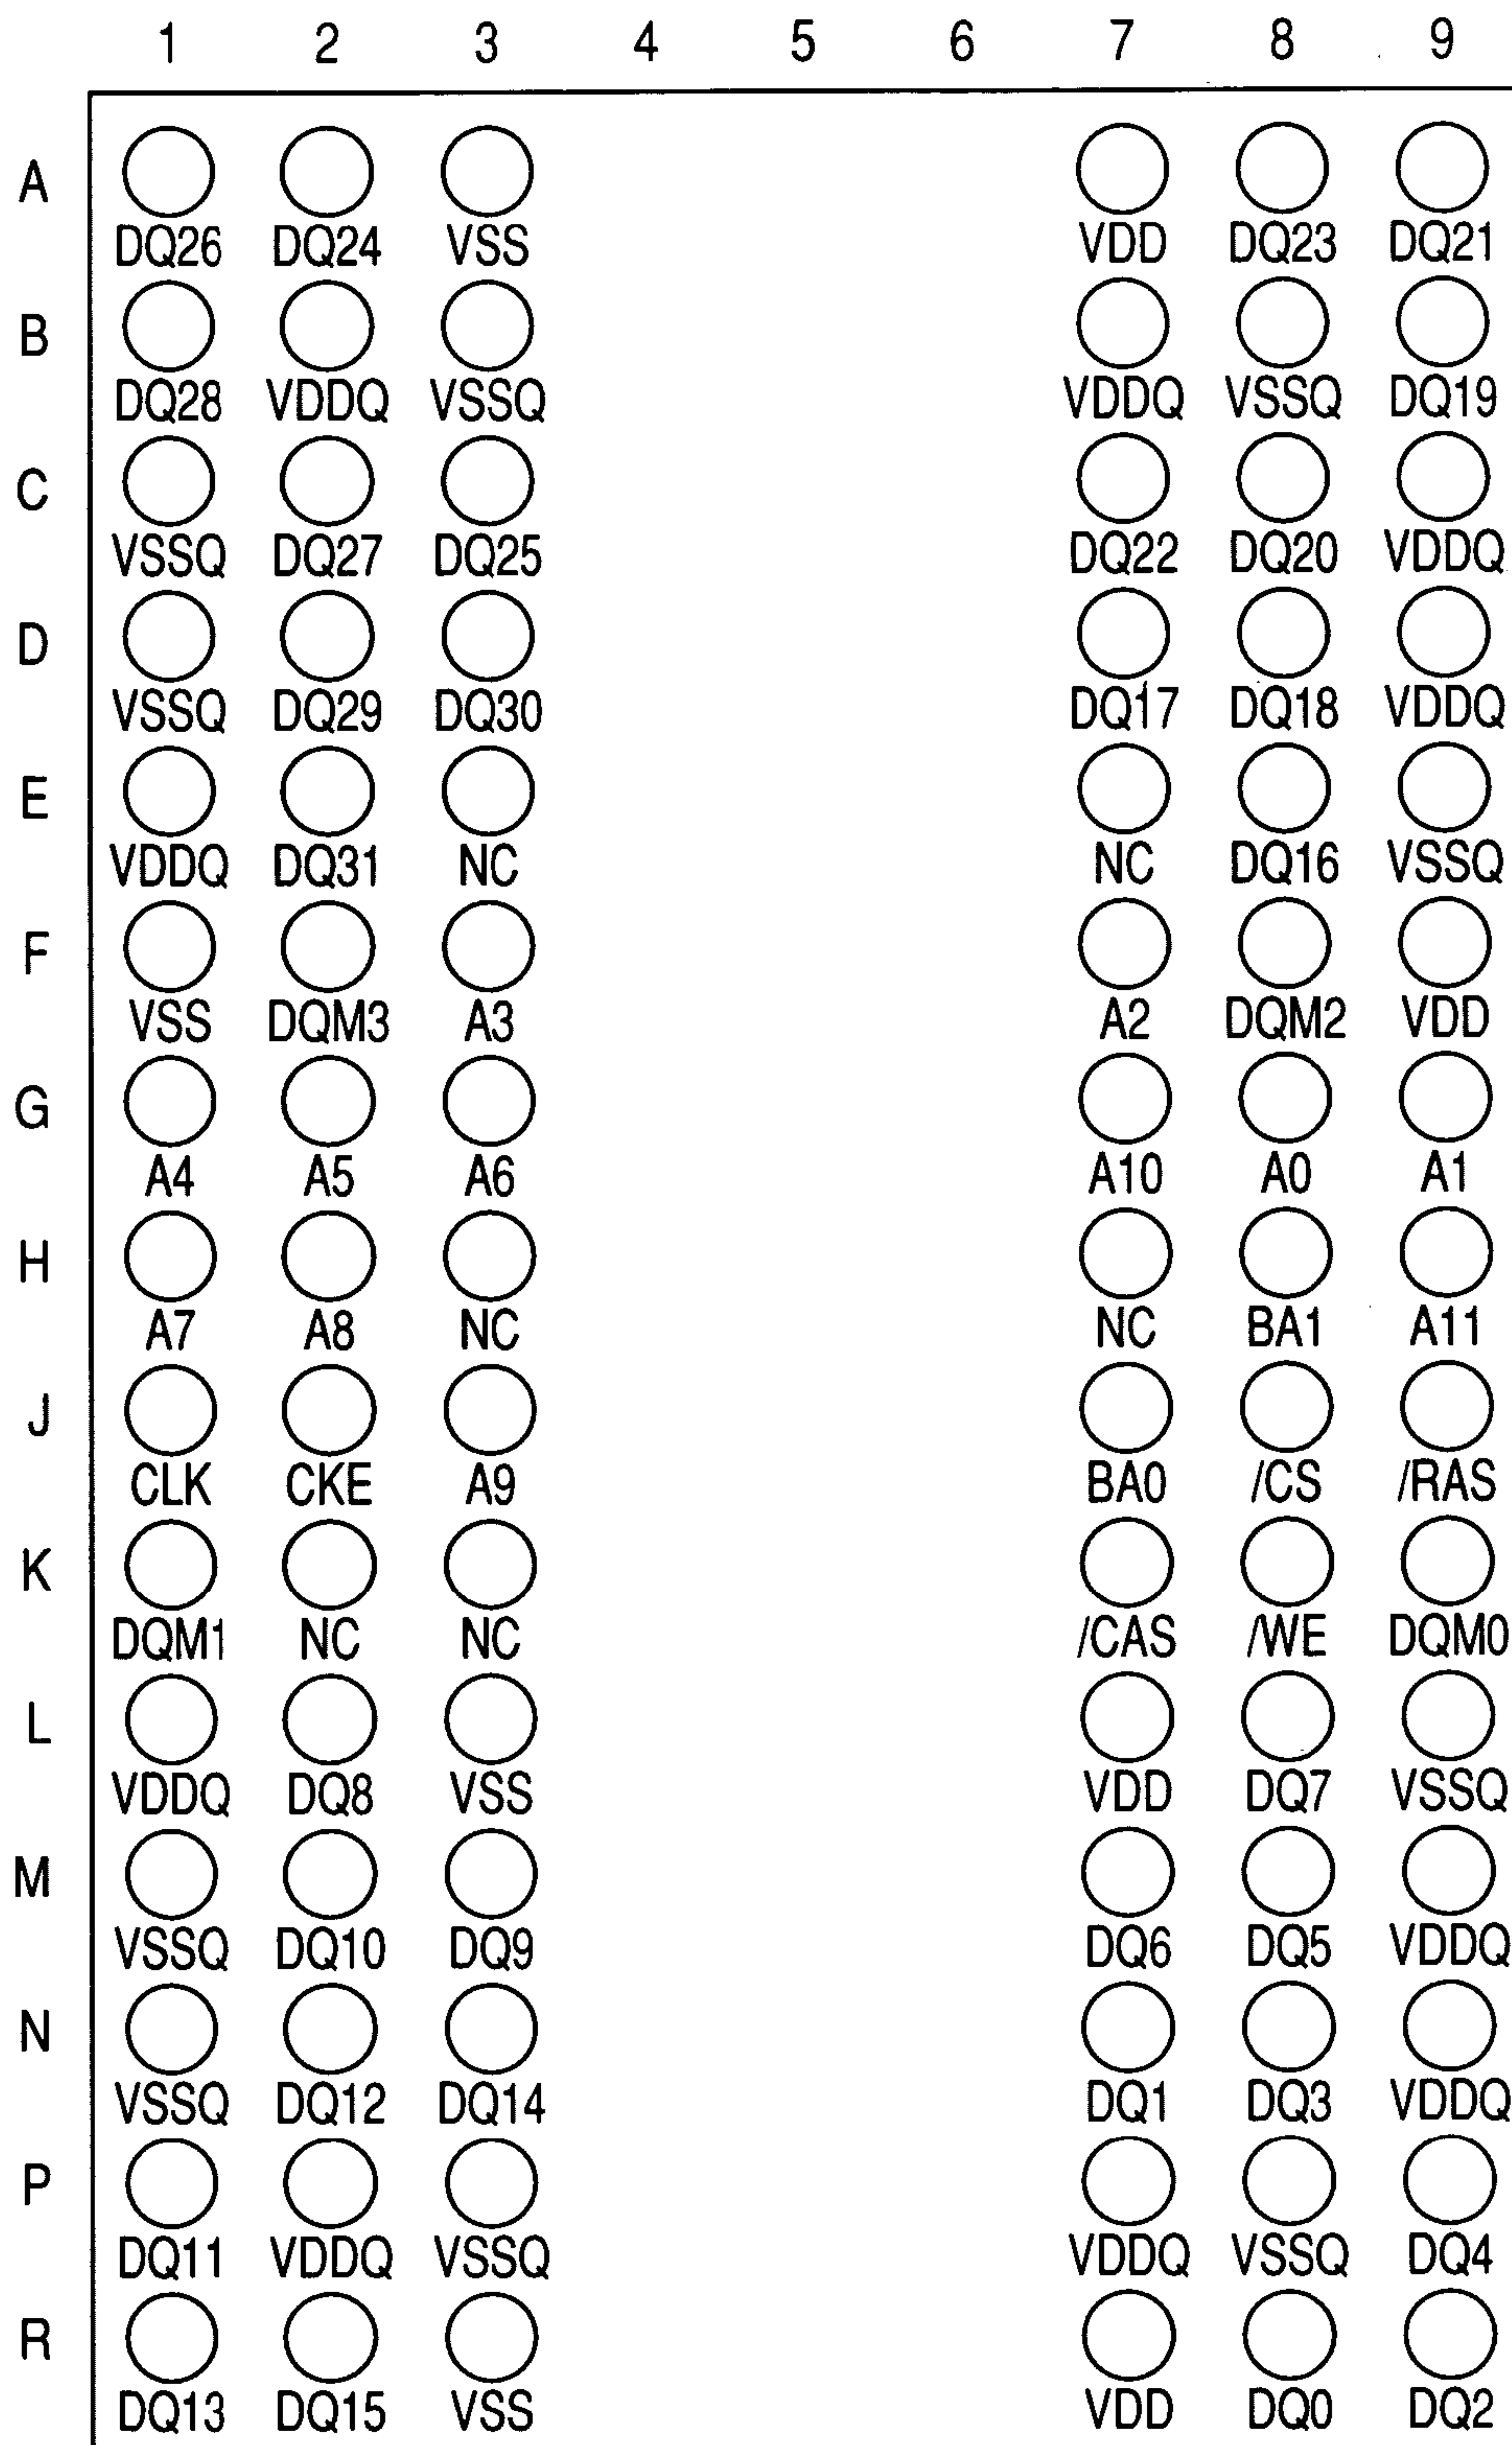 1 2 3 4 5 6 7 8 9
A
DQ26 DQ24 VSS VDD DQ23 DQ21
B
DQ28 VDDQ VSSQ VDDQ VSSQ DQ19
C
VSSQ DQ27 DQ25 DQ22 DQ20 VDDQ
D
VSSQ DQ29 DQ30 DQ17 DQ18 VDDQ
E
VDDQ DQ31 NC NC DQ16 VSSQ
F
VSS DQM3 A3 A2 DQM2 VDD
G
A4 A5 A6 A10 A0 A1
H
A7 A8 NC NC BA1 A11
J
CLK CKE A9 BA0 /CS /RAS
K
DQM1 NC NC /CAS /WE DQM0
L
VDDQ DQ8 VSS VDD DQ7 VSSQ
M
VSSQ DQ10 DQ9 DQ6 DQ5 VDDQ
N
VSSQ DQ12 DQ14 DQ1 DQ3 VDDQ
P
DQ11 VDDQ VSSQ VDDQ VSSQ DQ4
R
DQ13 DQ15 VSS VDD DQ0 DQ2